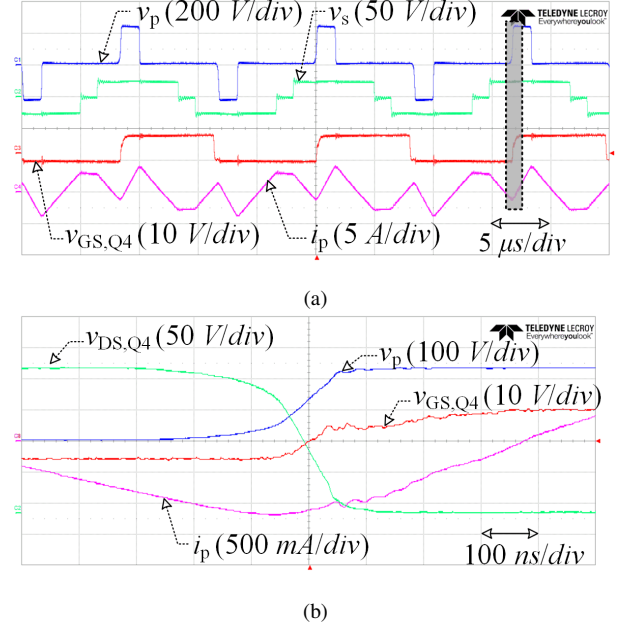 TELEDYNE LECROY
Everywhereyoulook™
vp (200 V/div)
vs (50 V/div)
vGS,Q4 (10 V/div)
ip (5 A/div)
5 μs/div
(a)
TELEDYNE LECROY
Everywhereyoulook™
vDS,Q4 (50 V/div)
vp (100 V/div)
vGS,Q4 (10 V/div)
ip (500 mA/div)
100 ns/div
(b)